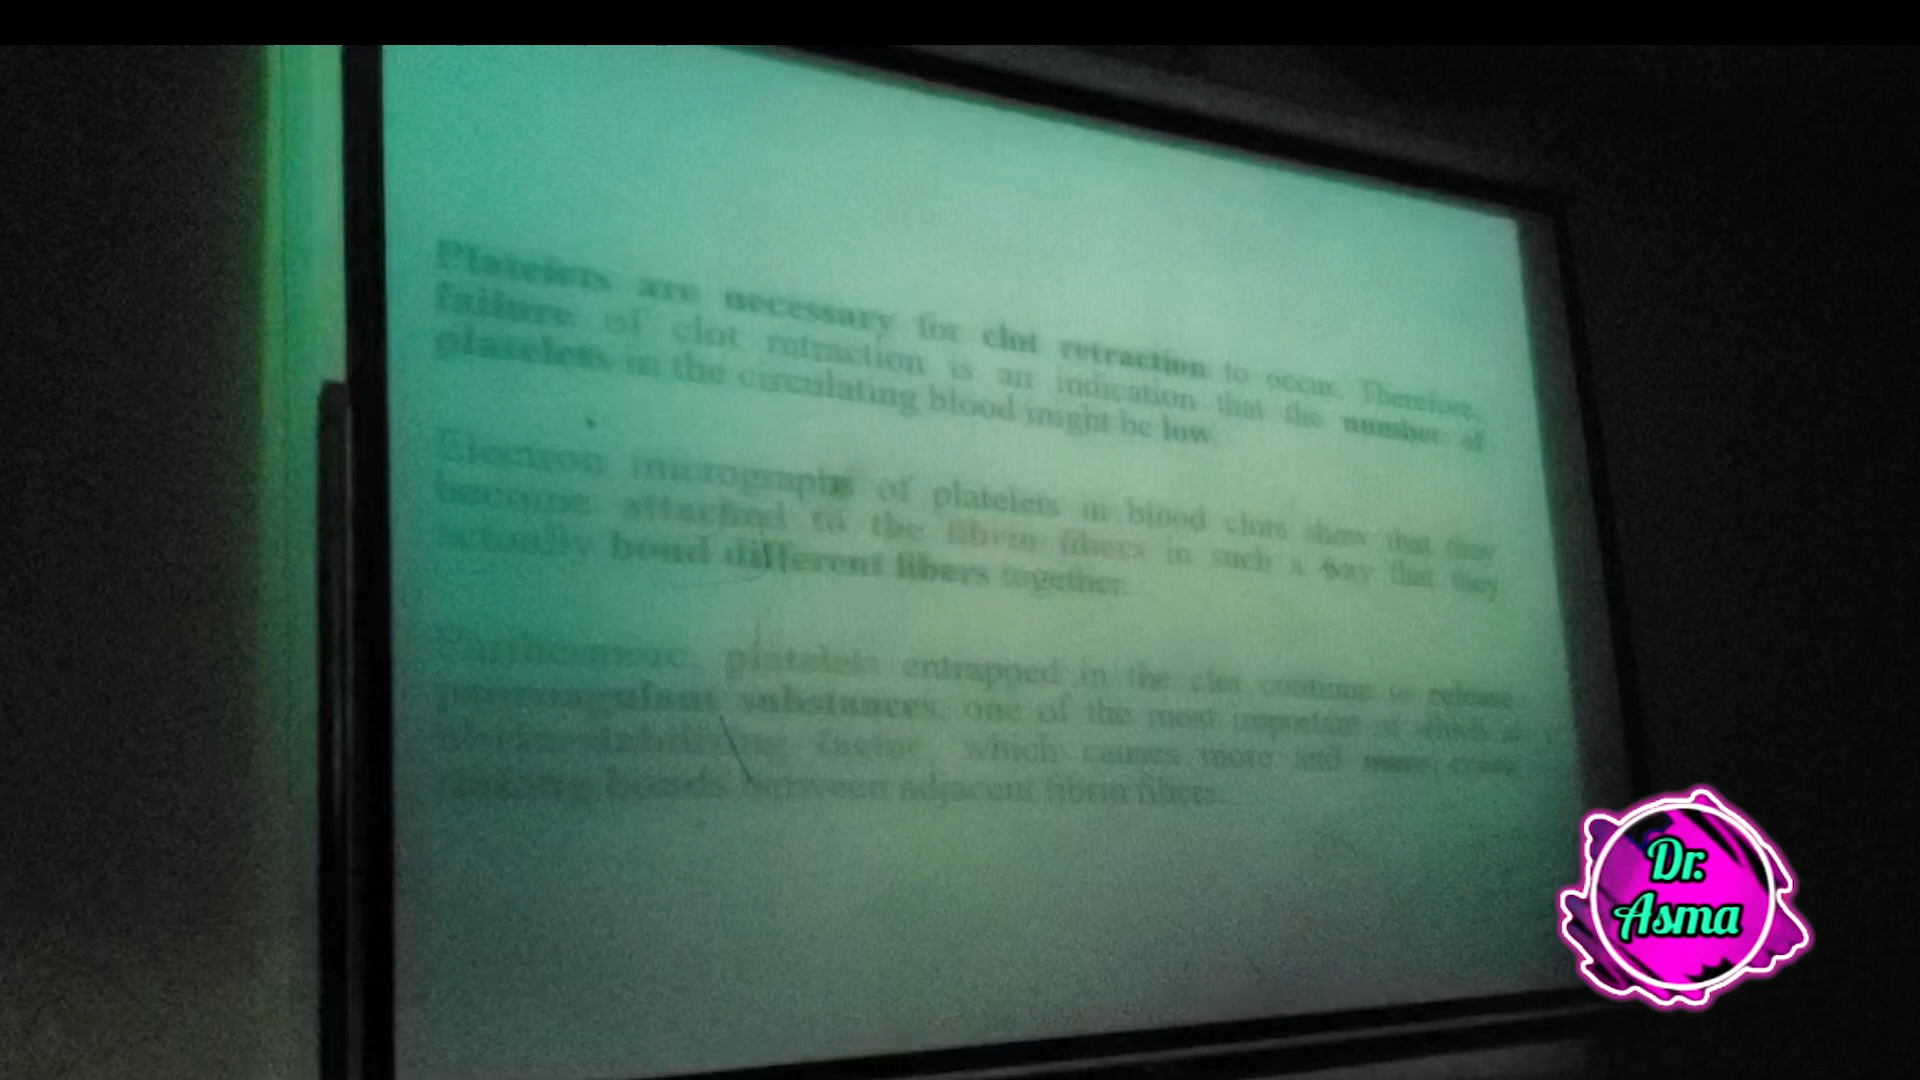 Platelets are necessary for clot retraction to occur. Therefore,
failure of clot retraction is an indication that the number of
platelets in the circulating blood might be low.
Electron micrographs of platelets in blood clots show that they
become attached to the fibrin fibers in such a way that they
actually bond different fibers together.
Furthermore, platelets entrapped in the clot continue to release
procoagulant substances, one of the most important of which is
fibrin-stabilizing factor, which causes more and more cross-
linking bonds between adjacent fibrin fibers.
Dr.
Asma